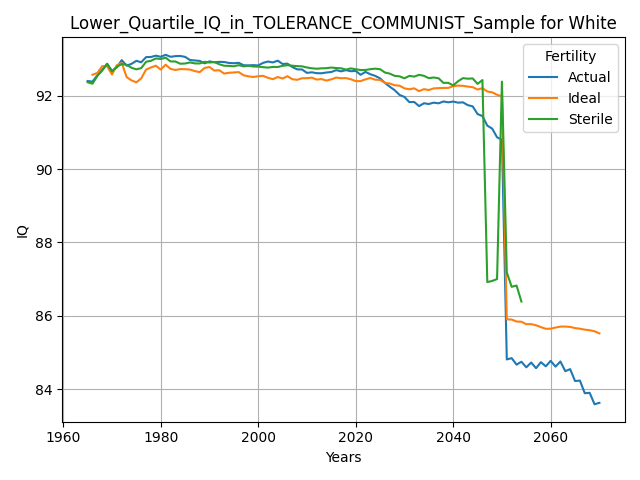 Lower_Quartile_IQ_in_TOLERANCE_COMMUNIST_Sample for White
Fertility
Actual
Ideal
Sterile
IQ
92
90
88
86
84
1960
1980
2000
2020
2040
2060
Years